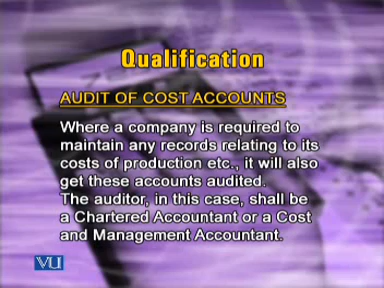 Qualification
AUDIT OF COST ACCOUNTS
Where a company is required to
maintain any records relating to its
costs of production etc., it will also
get these accounts audited.
The auditor, in this case, shall be
a Chartered Accountant or a Cost
and Management Accountant.
VU